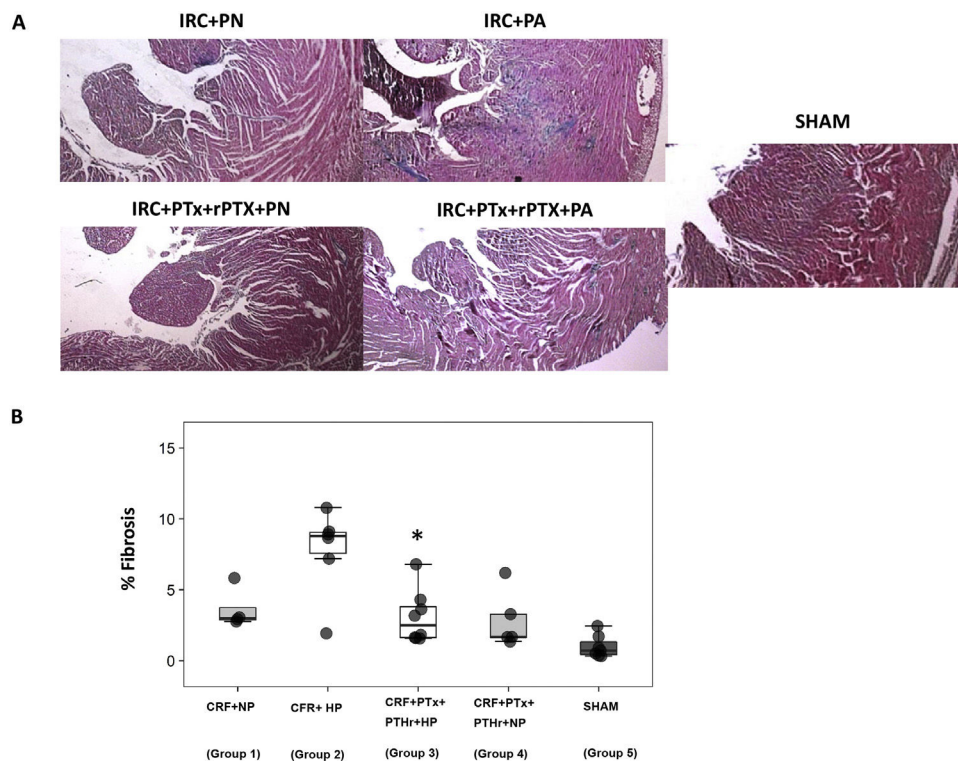 A
IRC+PN
IRC+PA
SHAM
IRC+PTx+rPTX+PN
IRC+PTx+rPTX+PA
B
% Fibrosis
15
10
5
0
*
CRF+NP
CFR+ HP
CRF+PTx+
PTHr+HP
CRF+PTx+
PTHr+NP
SHAM
(Group 1)
(Group 2)
(Group 3)
(Group 4)
(Group 5)